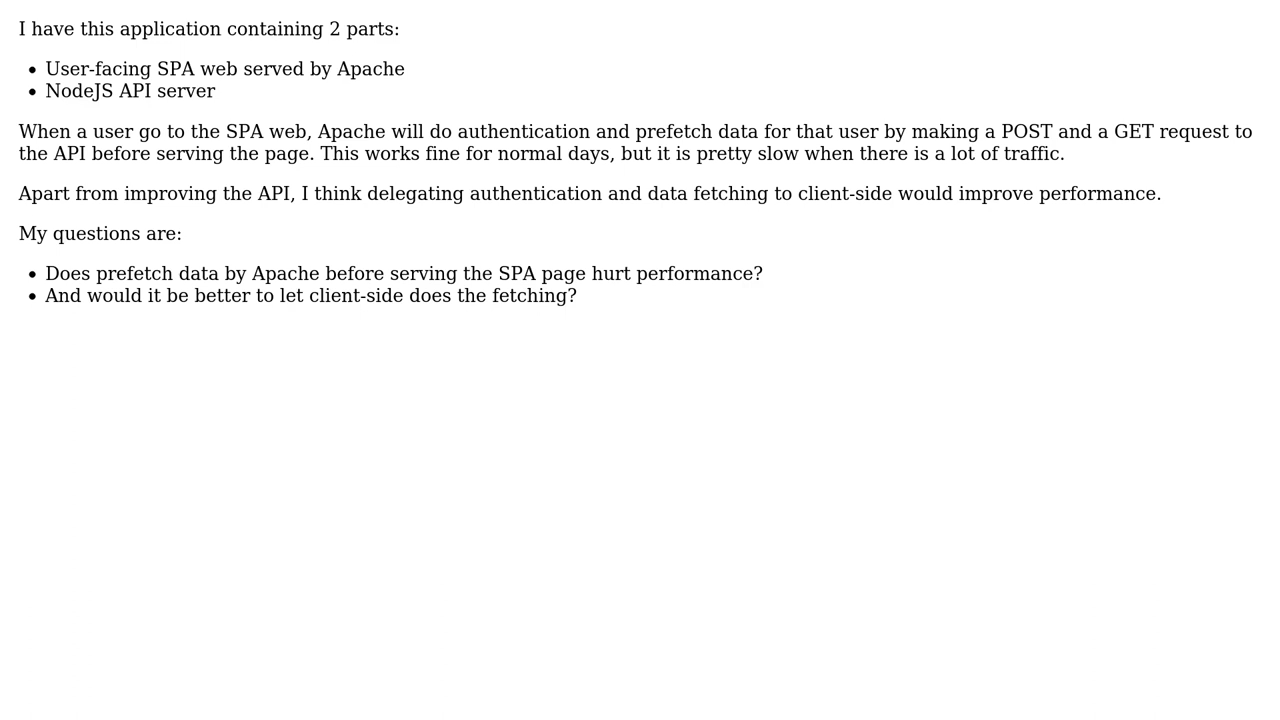 I have this application containing 2 parts:
• User-facing SPA web served by Apache
• NodeJS API server
When a user go to the SPA web, Apache will do authentication and prefetch data for that user by making a POST and a GET request to
the API before serving the page. This works fine for normal days, but it is pretty slow when there is a lot of traffic.
Apart from improving the API, I think delegating authentication and data fetching to client-side would improve performance.
My questions are:
• Does prefetch data by Apache before serving the SPA page hurt performance?
• And would it be better to let client-side does the fetching?